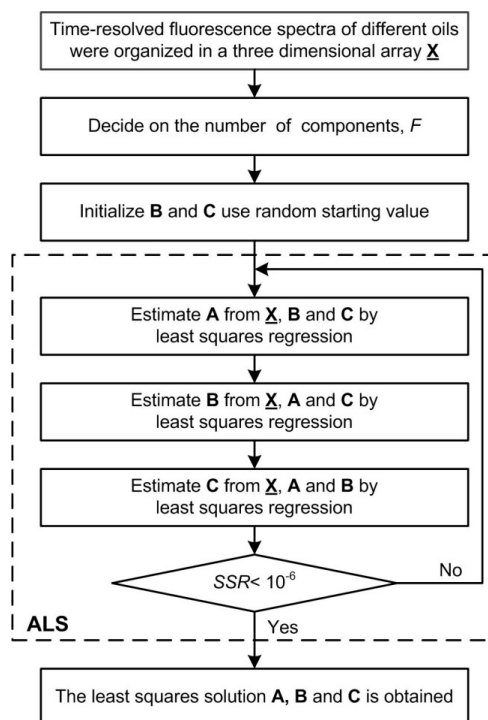 Time-resolved fluorescence spectra of different oils
were organized in a three dimensional array X
Decide on the number of components, F
Initialize B and C use random starting value
Estimate A from X, B and C by
least squares regression
Estimate B from X, A and C by
least squares regression
Estimate C from X, A and B by
least squares regression
SSR< 10⁻⁶
No
ALS
Yes
The least squares solution A, B and C is obtained